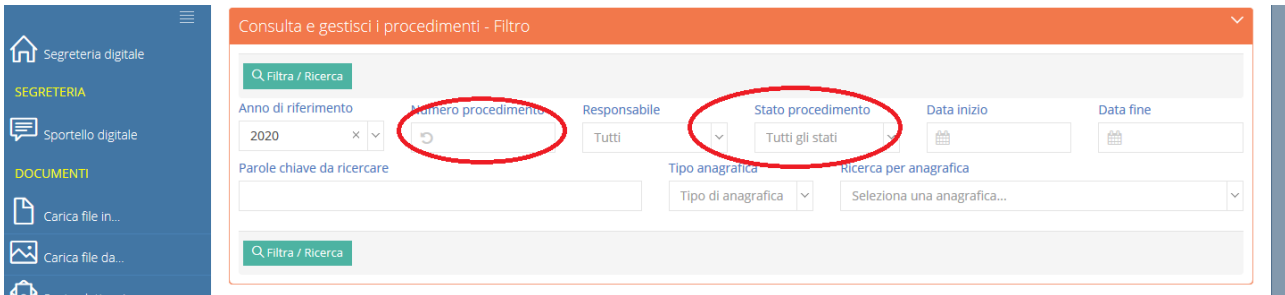 Segreteria digitale
SEGRETERIA
Sportello digitale
DOCUMENTI
Carica file in...
Carica file da...
Consulta e gestisci i procedimenti - Filtro
Filtra / Ricerca
Anno di riferimento Numero procedimento Responsabile Stato procedimento Data inizio Data fine
2020 Tutti Tutti gli stati
Parole chiave da ricercare Tipo anagrafica Ricerca per anagrafica
Tipo di anagrafica Seleziona una anagrafica...
Filtra / Ricerca